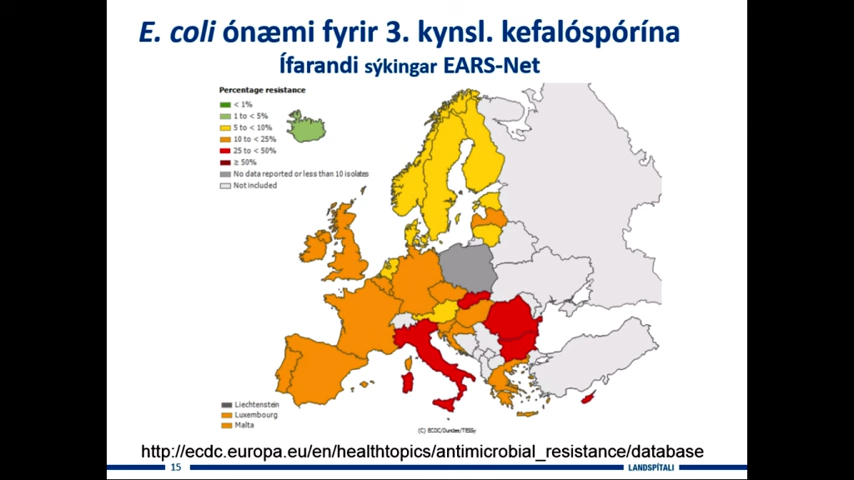 E. coli ónæmi fyrir 3. kynsl. kefalóspórína
Ífarandi sýkingar EARS-Net
Percentage resistance
< 1%
1 to < 5%
5 to < 10%
10 to < 25%
25 to < 50%
≥ 50%
No data reported or less than 10 isolates
Not included
Liechtenstein
Luxembourg
Malta
(C) ECDC/Dundas/TESSy
http://ecdc.europa.eu/en/healthtopics/antimicrobial_resistance/database
15
LANDSPÍTALI